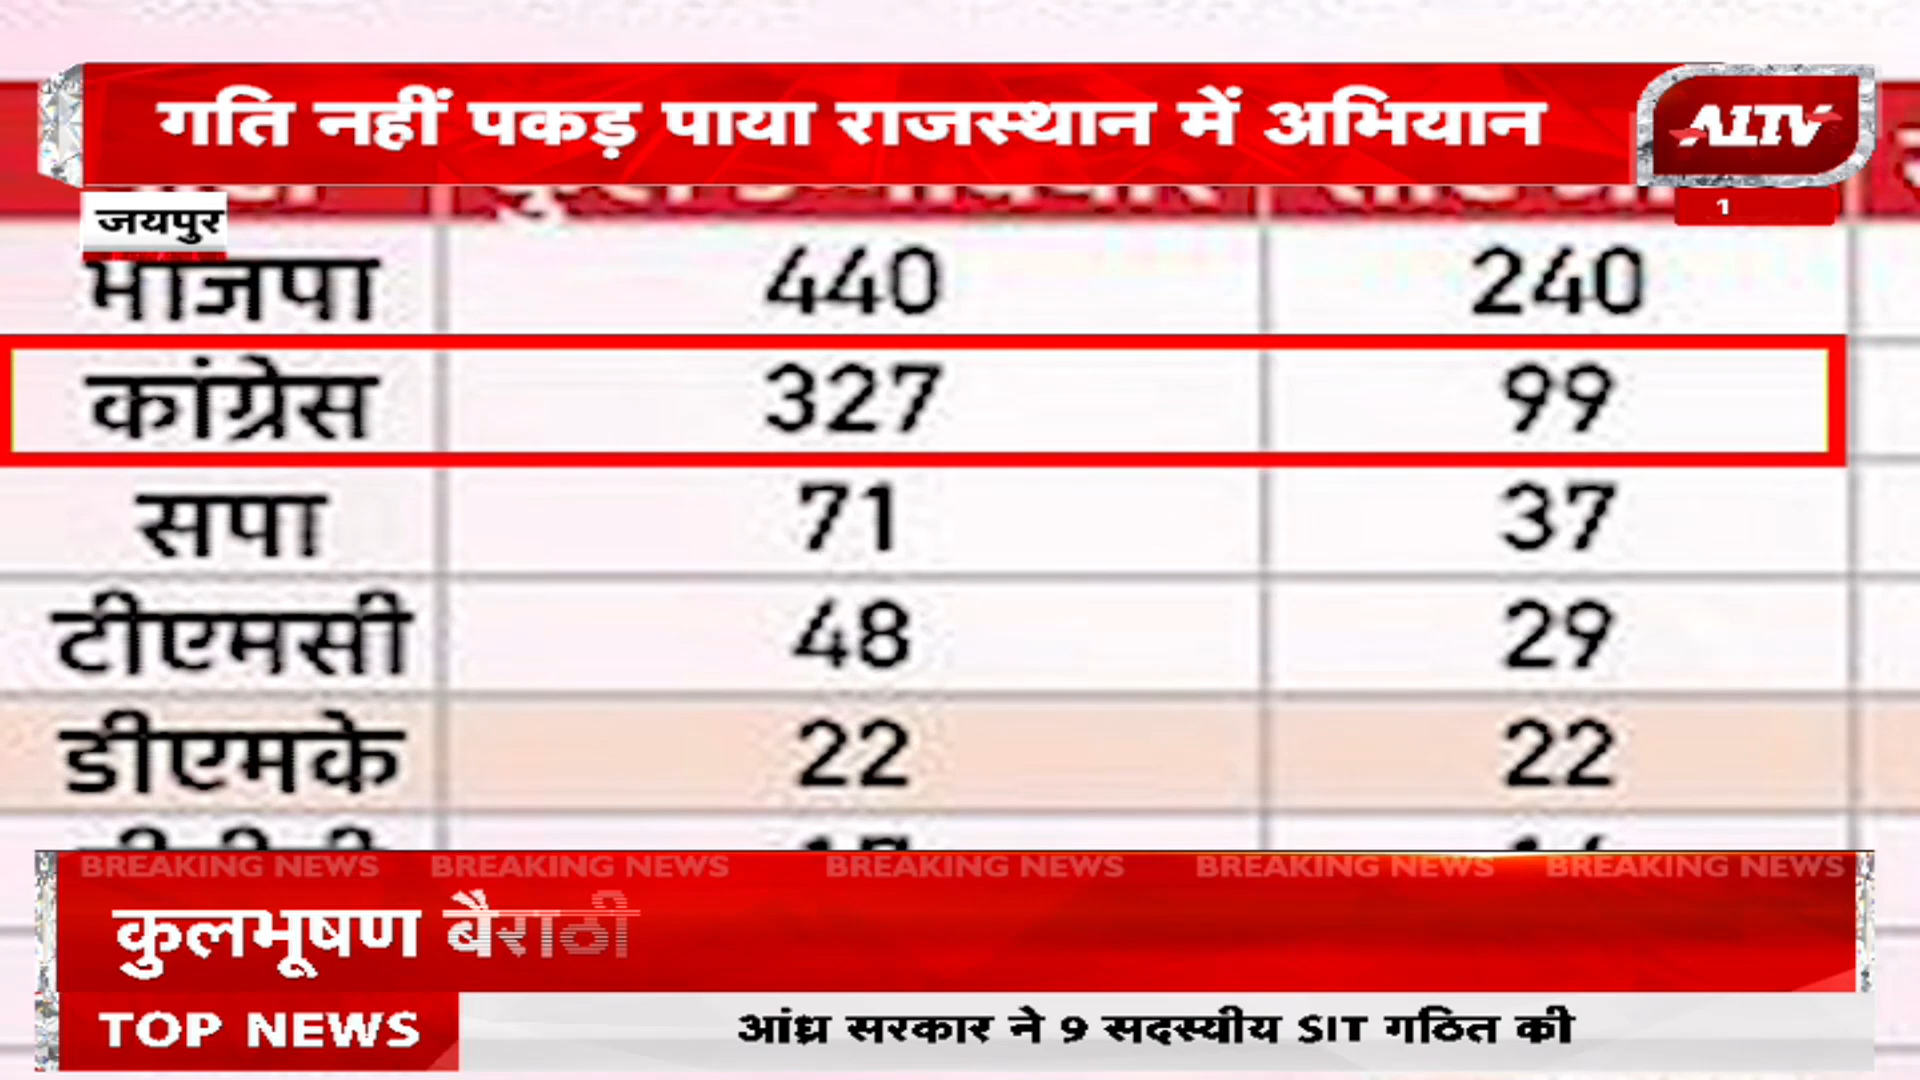 गति नहीं पकड़ पाया राजस्थान में अभियान
A1TV
1
जयपुर
भाजपा 440 240
कांग्रेस 327 99
सपा 71 37
टीएमसी 48 29
डीएमके 22 22
BREAKING NEWS BREAKING NEWS BREAKING NEWS BREAKING NEWS BREAKING NEWS
कुलभूषण बैराठी
TOP NEWS आंध्र सरकार ने 9 सदस्यीय SIT गठित की